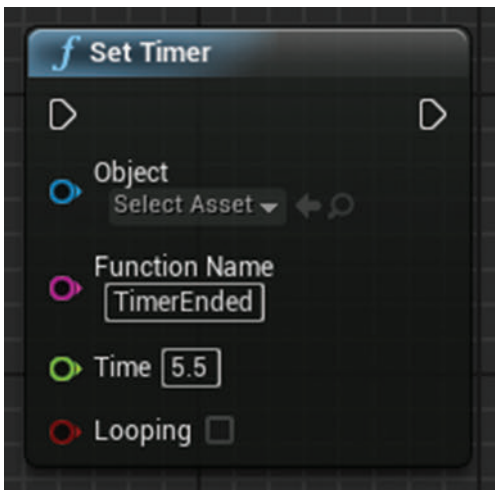 f Set Timer
Object
Select Asset
Function Name
TimerEnded
Time 5.5
Looping